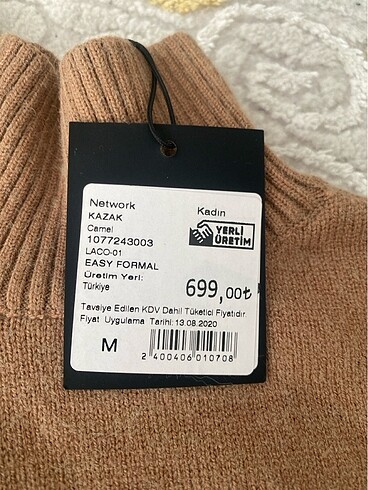 Network
Kadın
KAZAK
Camel
1077243003
YERLİ
ÜRETİM
LACO-01
EASY FORMAL
Üretim Yeri:
Türkiye
699,00₺
Tavsiye Edilen KDV Dahil Tüketici Fiyatıdır.
Fiyat Uygulama Tarihi: 13.08.2020
M
2 400406 010708